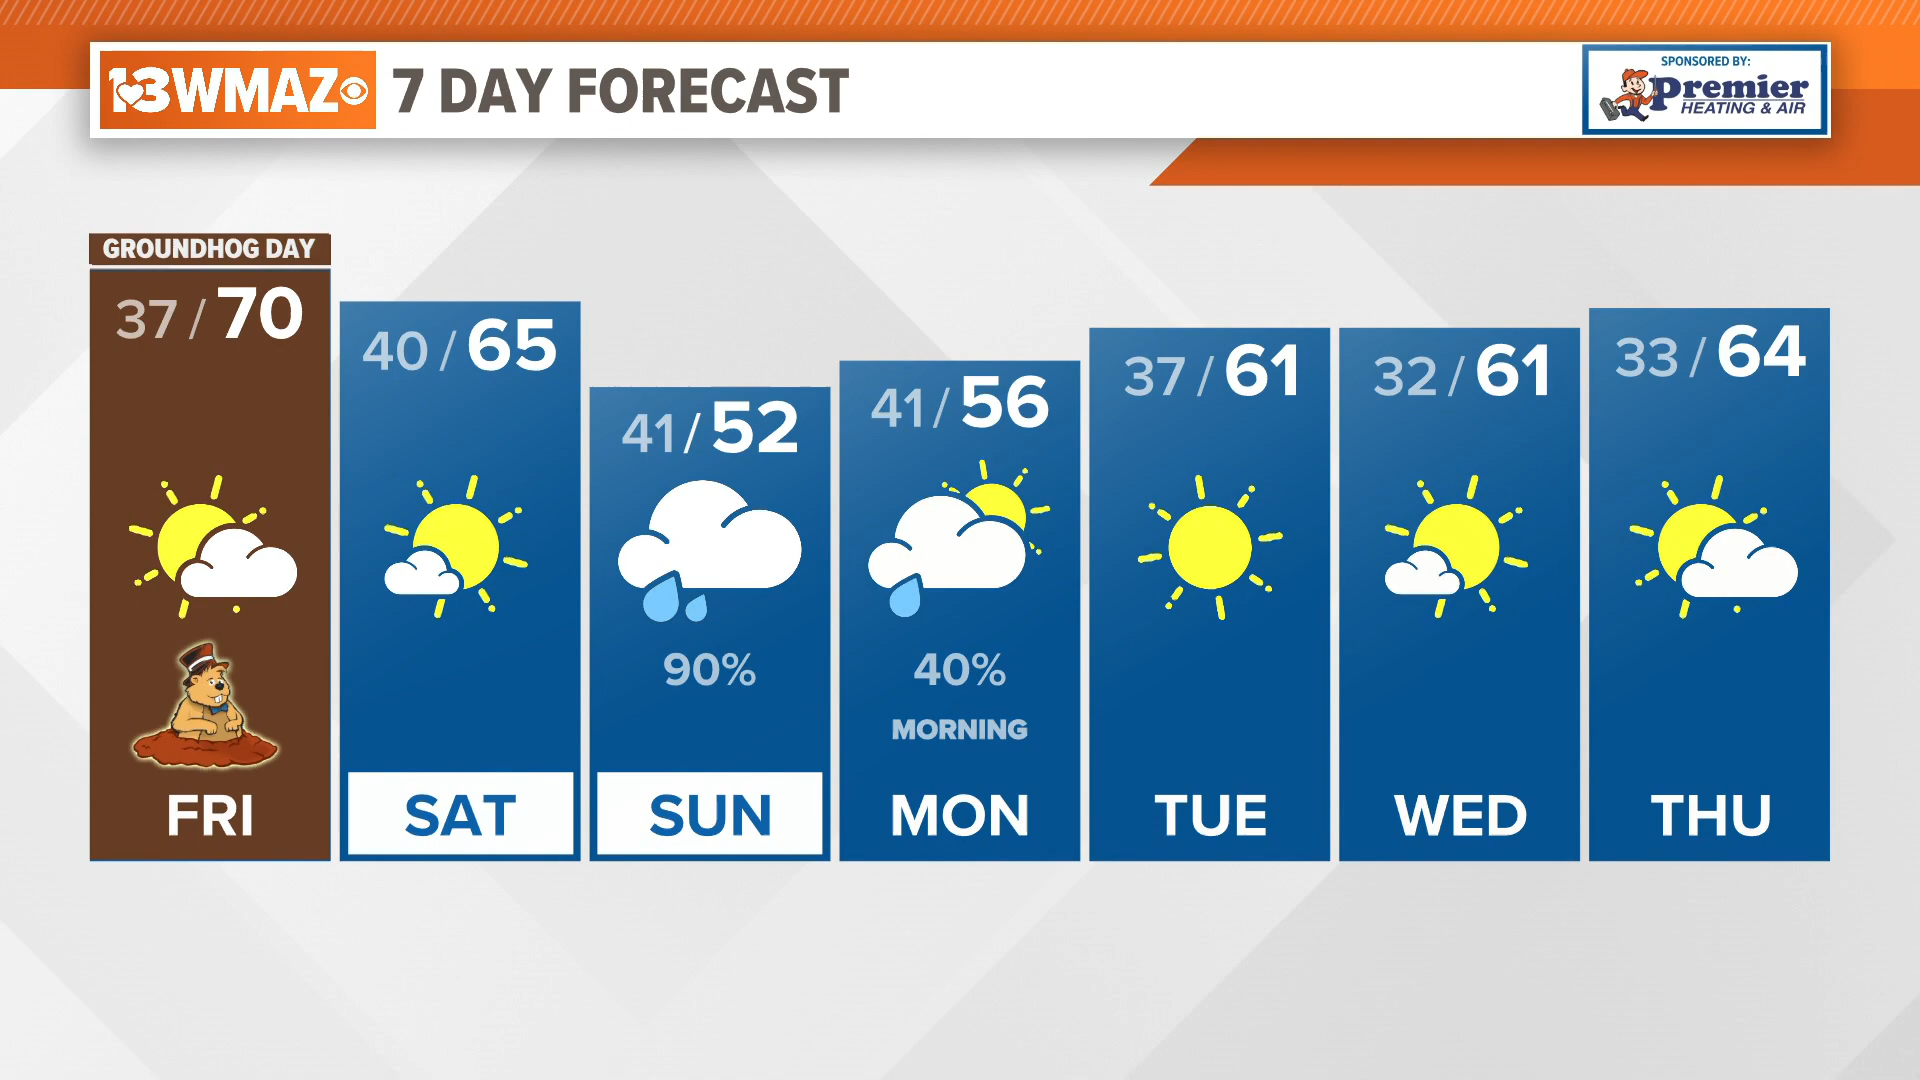 13WMAZ 7 DAY FORECAST
SPONSORED BY:
Premier
HEATING & AIR
GROUNDHOG DAY
37/70
FRI
40/65
SAT
41/52
90%
SUN
41/56
40%
MORNING
MON
37/61
TUE
32/61
WED
33/64
THU